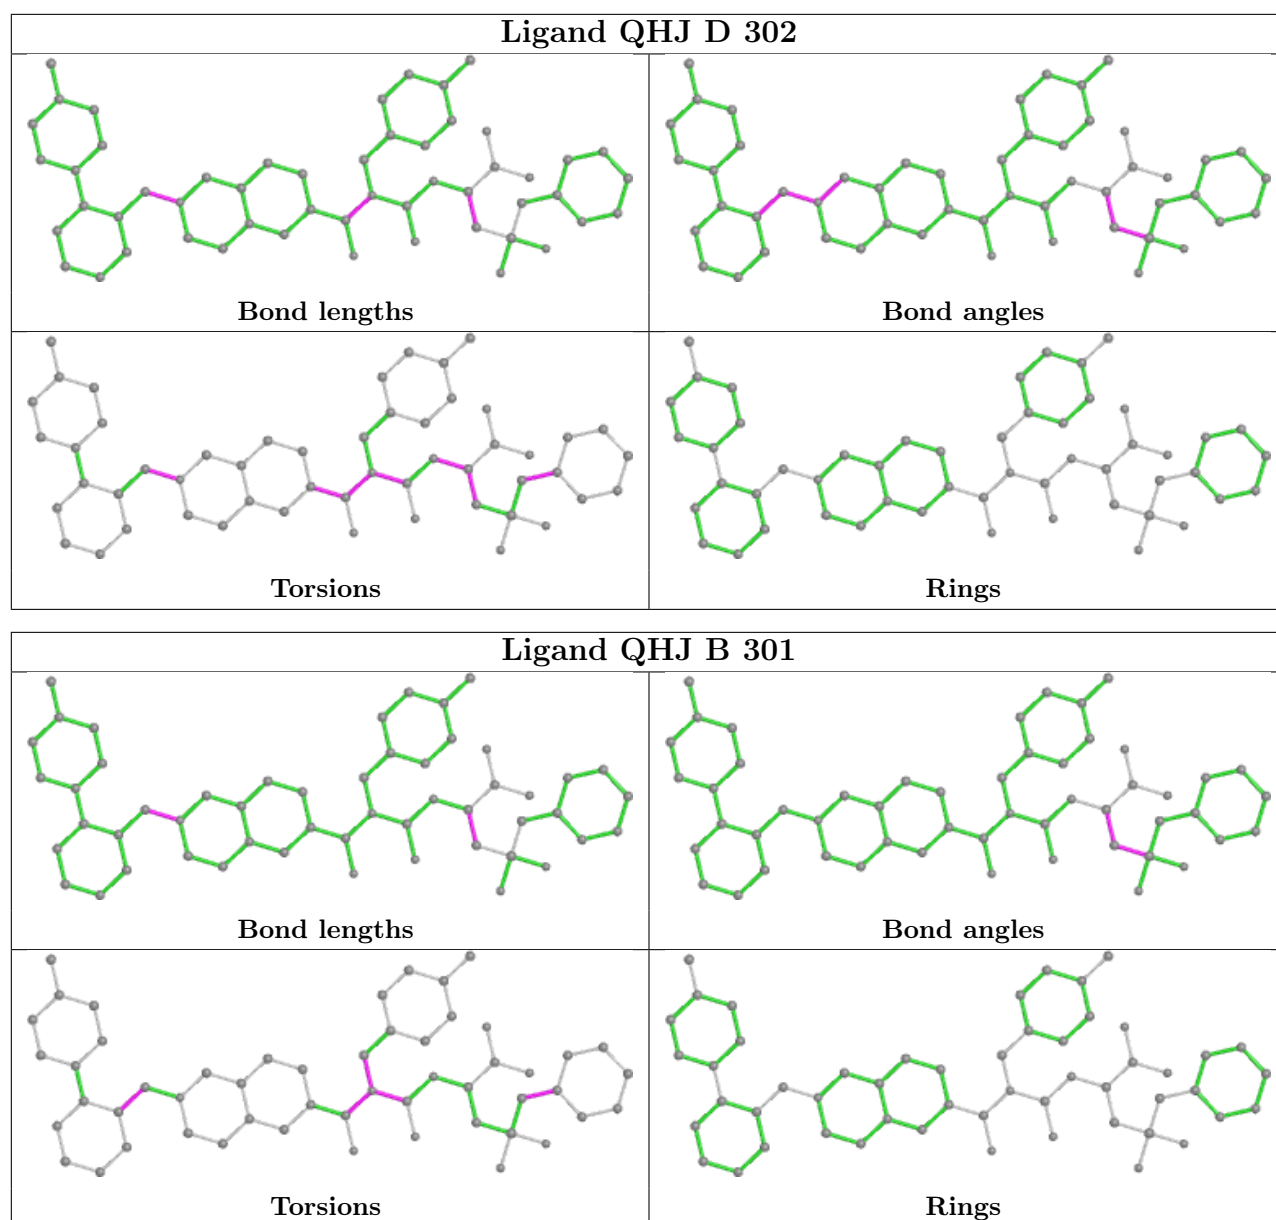 Ligand QHJ D 302
Bond lengths
Bond angles
Torsions
Rings
Ligand QHJ B 301
Bond lengths
Bond angles
Torsions
Rings